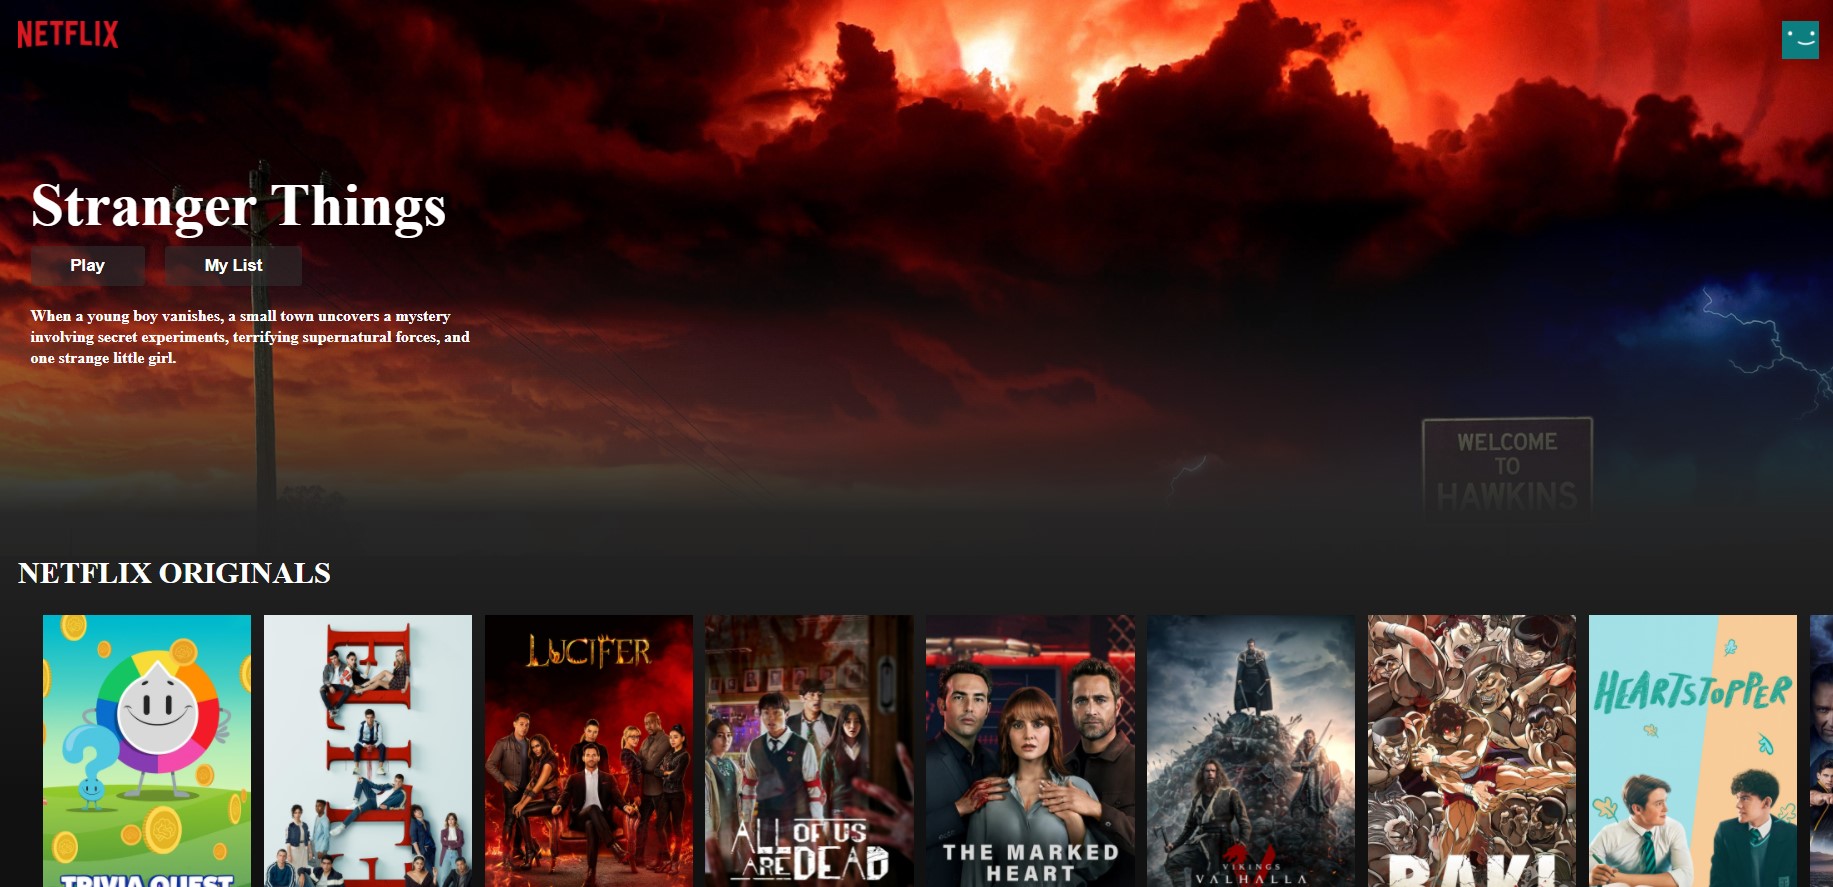 NETFLIX
Stranger Things
Play
My List
When a young boy vanishes, a small town uncovers a mystery
involving secret experiments, terrifying supernatural forces, and
one strange little girl.
WELCOME
TO
HAWKINS
NETFLIX ORIGINALS
TRIVIA QUEST
ELITE
LUCIFER
ALL OF US
ARE DEAD
THE MARKED
HEART
VIKINGS
VALHALLA
BAKI
HEARTSTOPPER